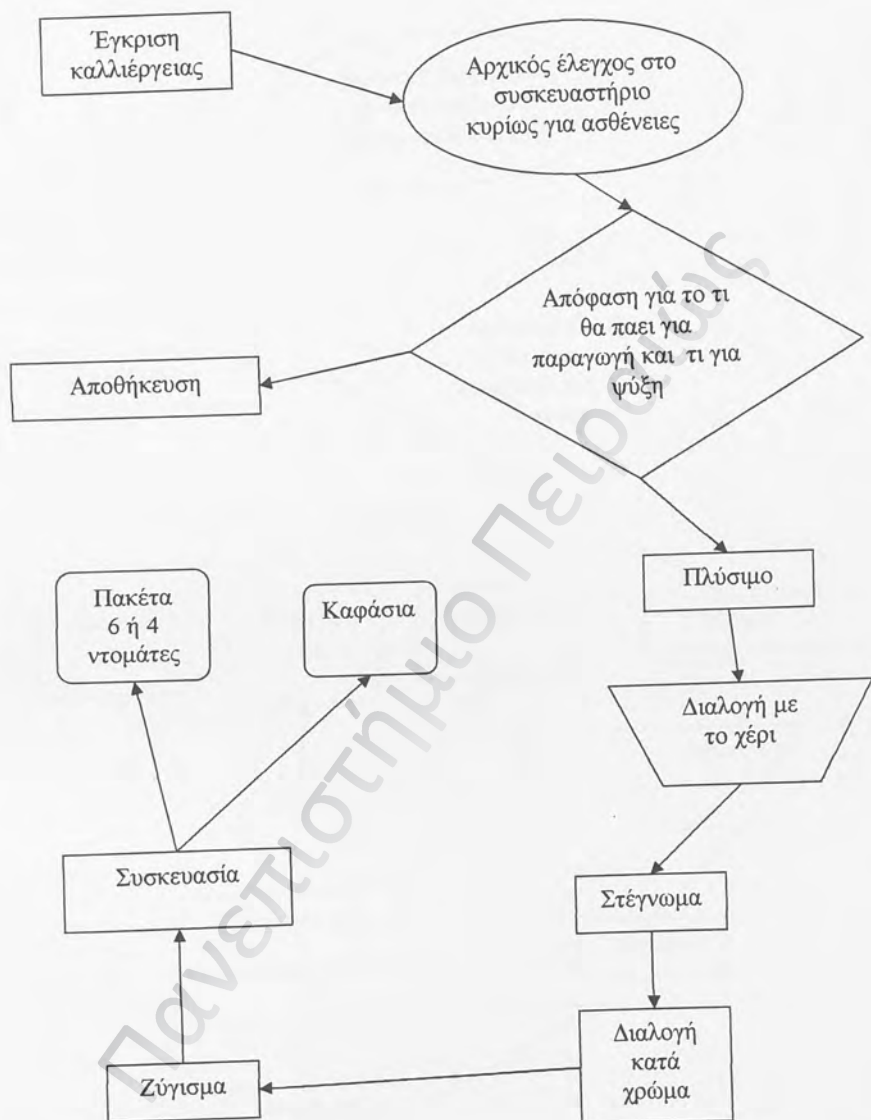 Έγκριση
καλλιέργειας
Αρχικός έλεγχος στο
συσκευαστήριο
κυρίως για ασθένειες
Απόφαση για το τι
θα παει για
παραγωγή και τι για
ψύξη
Αποθήκευση
Πλύσιμο
Διαλογή με
το χέρι
Στέγνωμα
Διαλογή
κατά
χρώμα
Ζύγισμα
Συσκευασία
Πακέτα
6 ή 4
ντομάτες
Καφάσια
Πανεπιστήμιο Πειραιώς